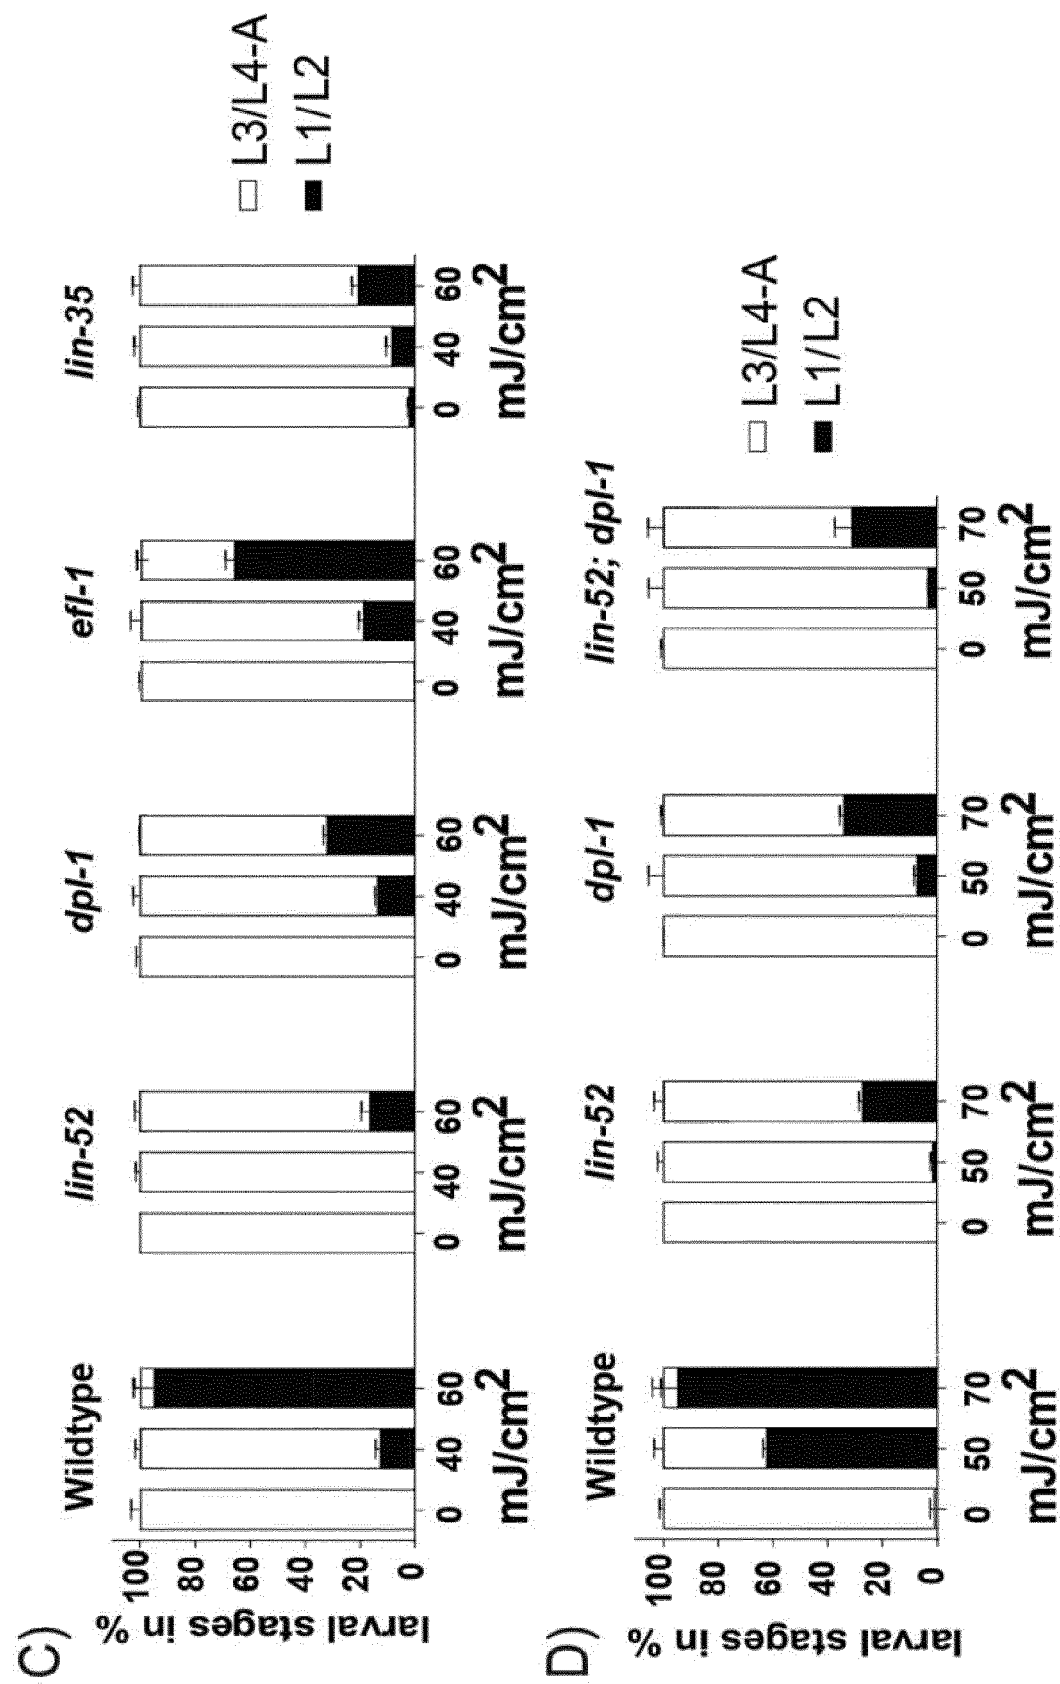 C)
Wildtype
lin-52
dpl-1
efl-1
lin-35
larval stages in %
100
80
60
40
20
0
0 40 60
mJ/cm2
0 40 60
mJ/cm2
0 40 60
mJ/cm2
0 40 60
mJ/cm2
0 40 60
mJ/cm2
L3/L4-A
L1/L2
D)
Wildtype
lin-52
dpl-1
lin-52; dpl-1
larval stages in %
100
80
60
40
20
0
0 50 70
mJ/cm2
0 50 70
mJ/cm2
0 50 70
mJ/cm2
0 50 70
mJ/cm2
L3/L4-A
L1/L2